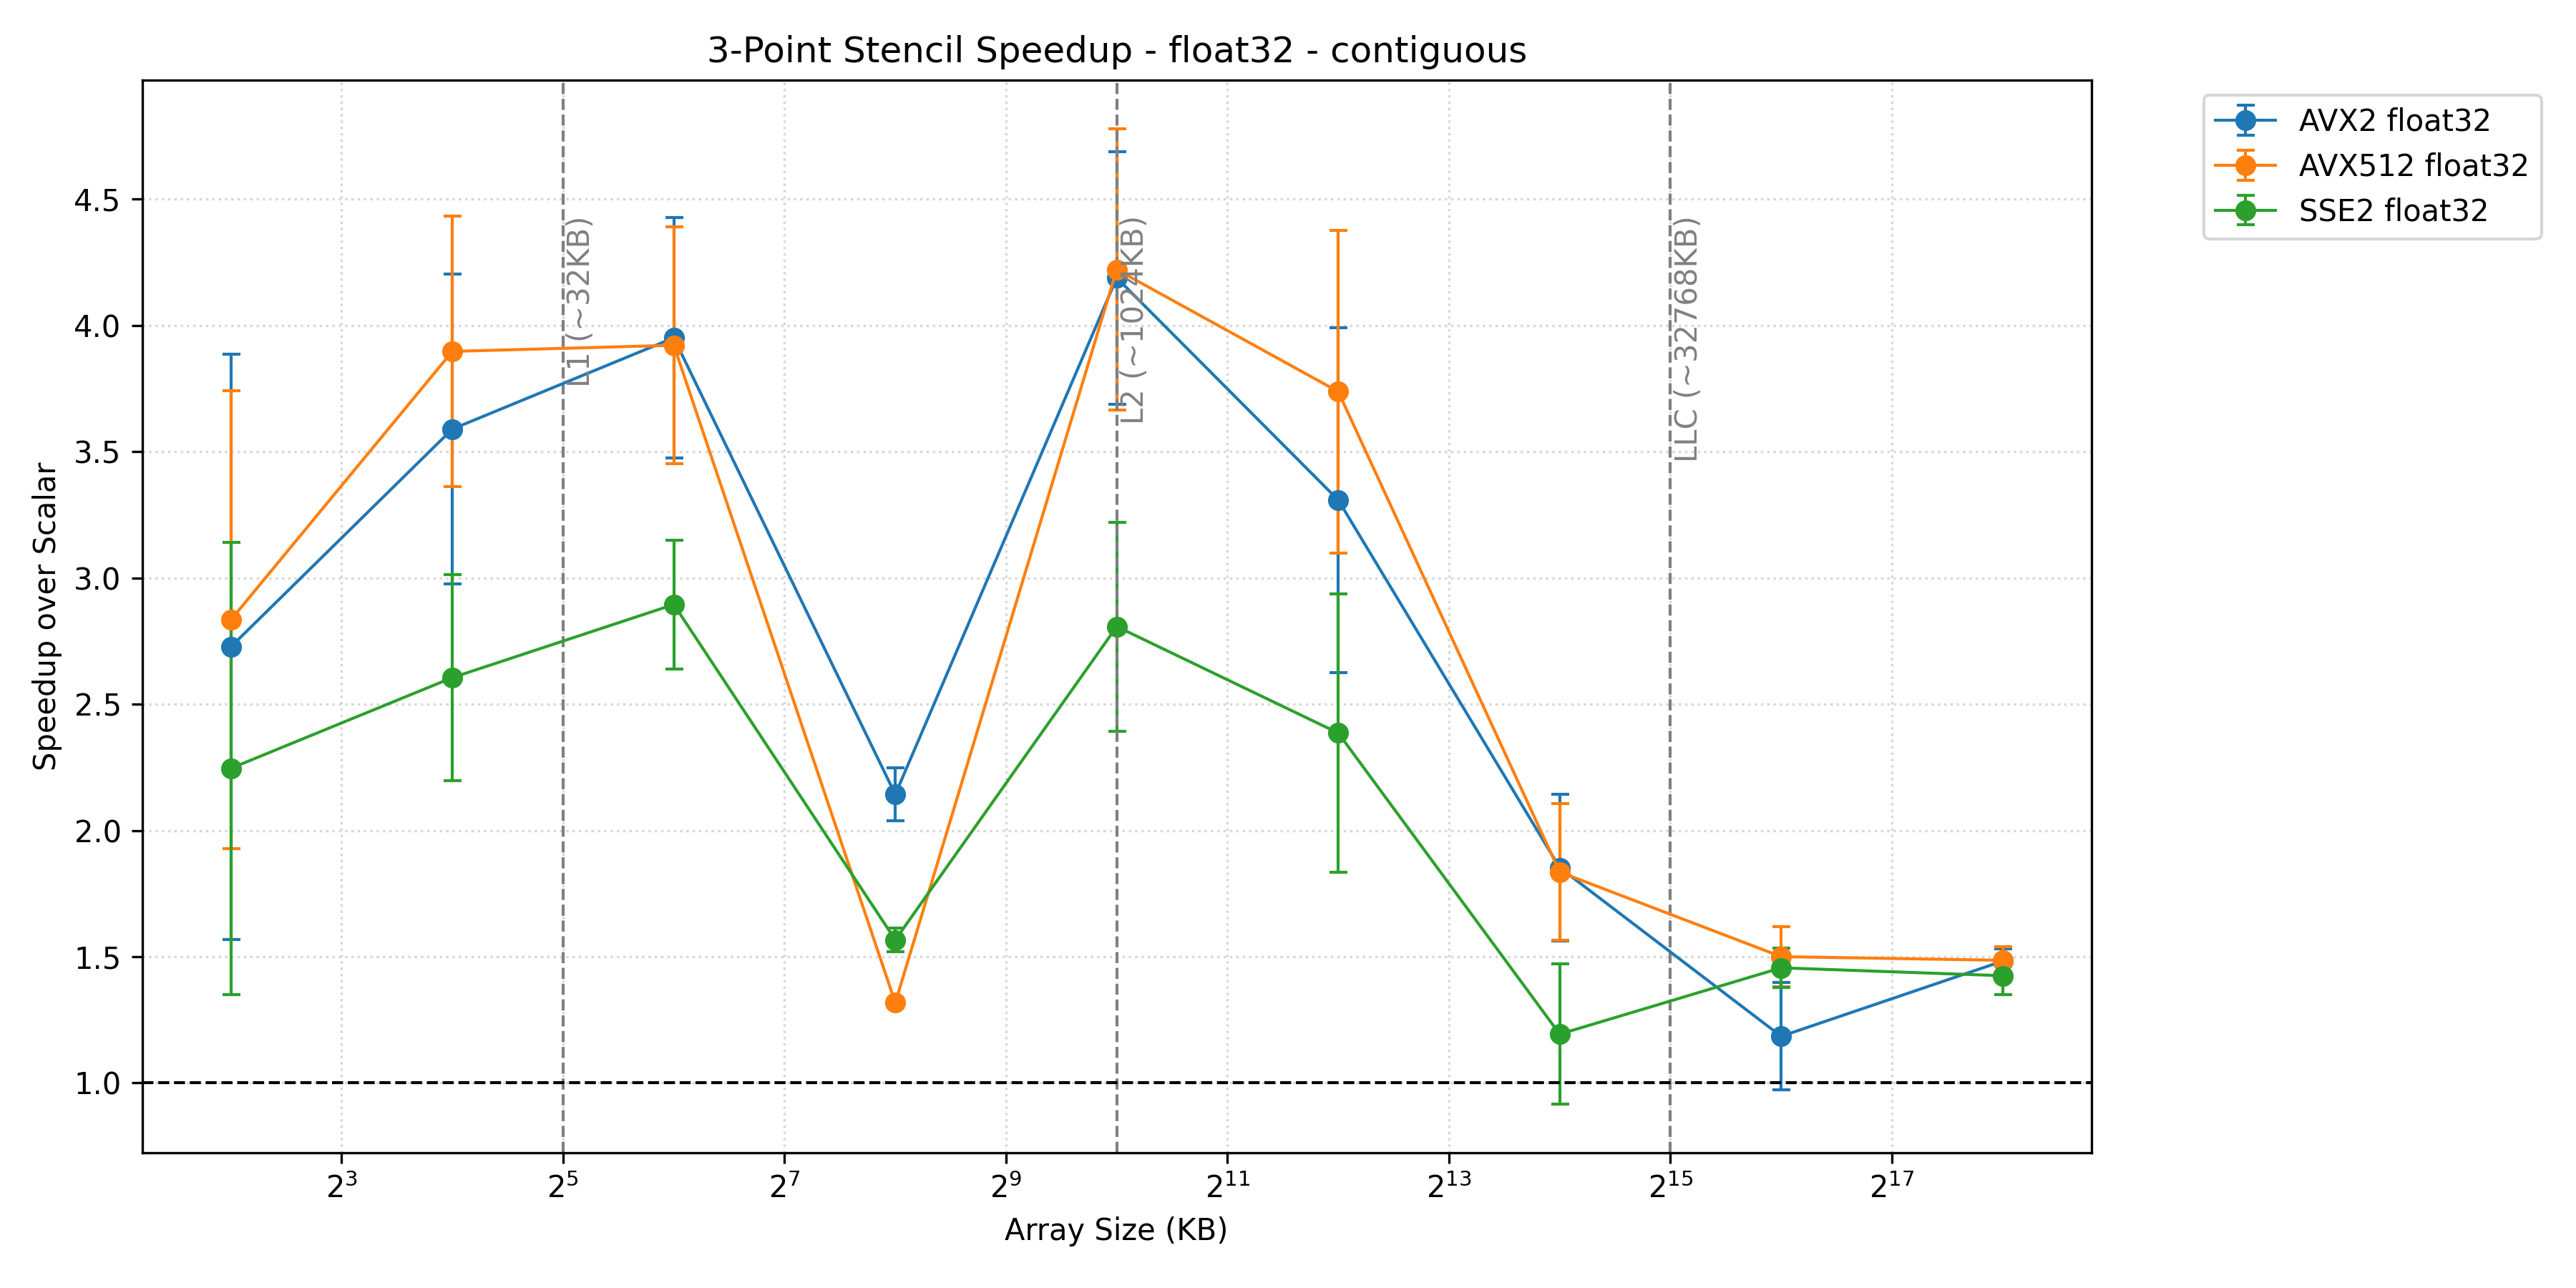 3-Point Stencil Speedup - float32 - contiguous
AVX2 float32
AVX512 float32
SSE2 float32
L1 (~32KB)
L2 (~1024KB)
LLC (~32768KB)
Speedup over Scalar
4.5
4.0
3.5
3.0
2.5
2.0
1.5
1.0
2³ 2⁵ 2⁷ 2⁹ 2¹¹ 2¹³ 2¹⁵ 2¹⁷
Array Size (KB)